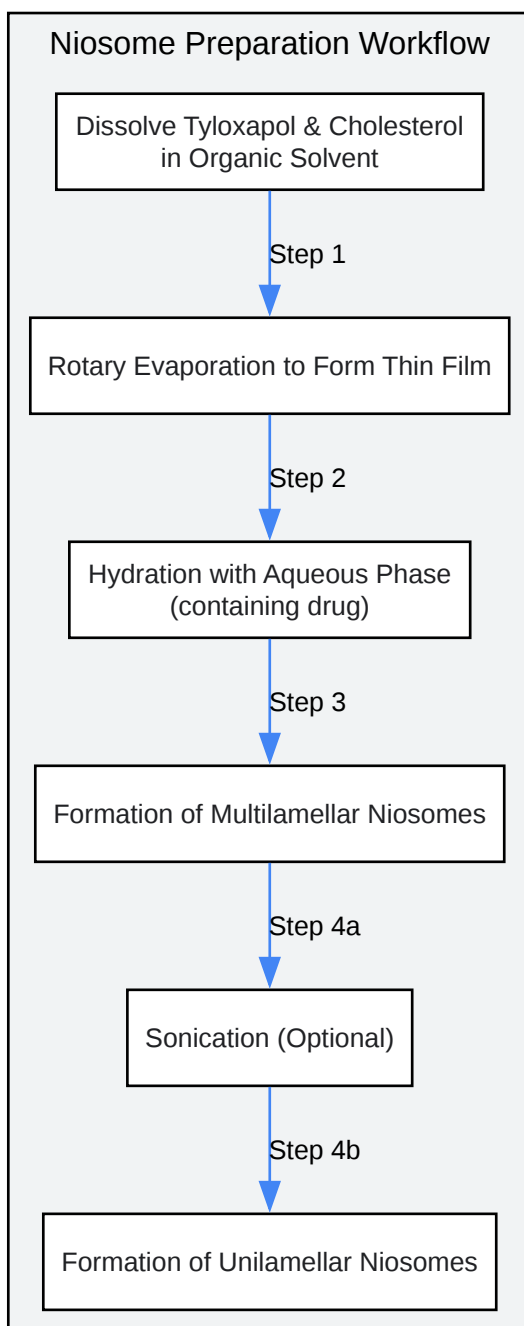 Niosome Preparation Workflow
Dissolve Tyloxapol & Cholesterol
in Organic Solvent
Step 1
Rotary Evaporation to Form Thin Film
Step 2
Hydration with Aqueous Phase
(containing drug)
Step 3
Formation of Multilamellar Niosomes
Step 4a
Sonication (Optional)
Step 4b
Formation of Unilamellar Niosomes